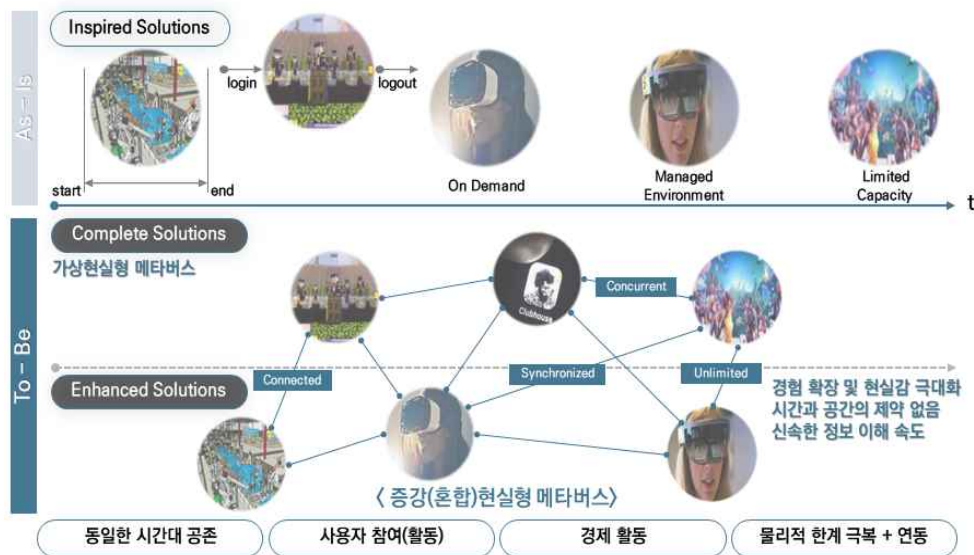 As - Is
Inspired Solutions
login
logout
start
end
On Demand
Managed
Environment
Limited
Capacity
t
To - Be
Complete Solutions
가상현실형 메타버스
Clubhouse
Concurrent
Connected
Synchronized
Unlimited
Enhanced Solutions
경험 확장 및 현실감 극대화
시간과 공간의 제약 없음
신속한 정보 이해 속도
< 증강(혼합)현실형 메타버스>
동일한 시간대 공존
사용자 참여(활동)
경제 활동
물리적 한계 극복 + 연동